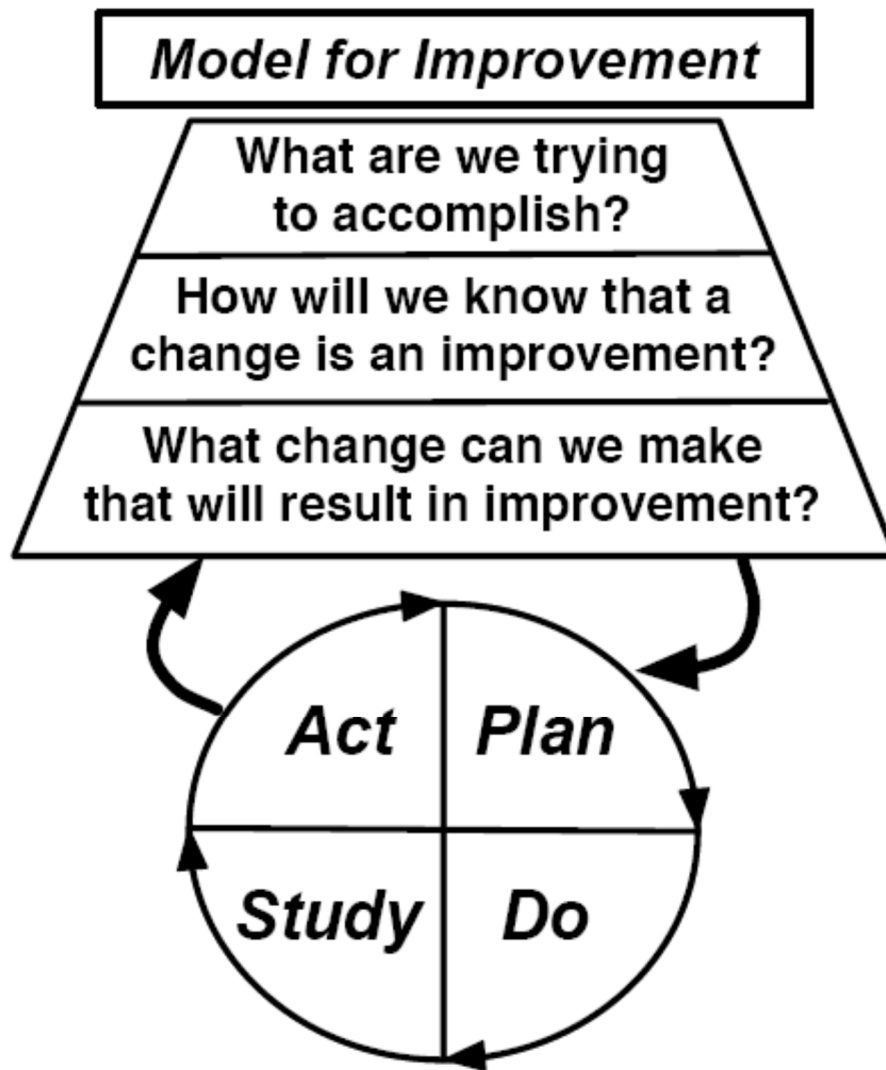 Model for Improvement
What are we trying
to accomplish?
How will we know that a
change is an improvement?
What change can we make
that will result in improvement?
Act
Plan
Study
Do